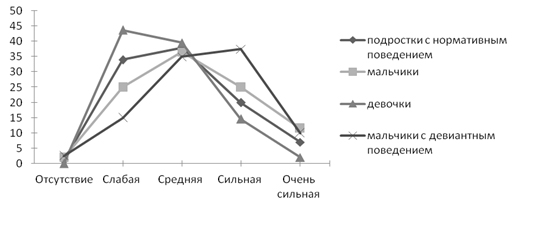 50
45
40
35
30
25
20
15
10
5
0
Отсутствие Слабая Средняя Сильная Очень
сильная
подростки с нормативным
поведением
мальчики
девочки
мальчики с девиантным
поведением